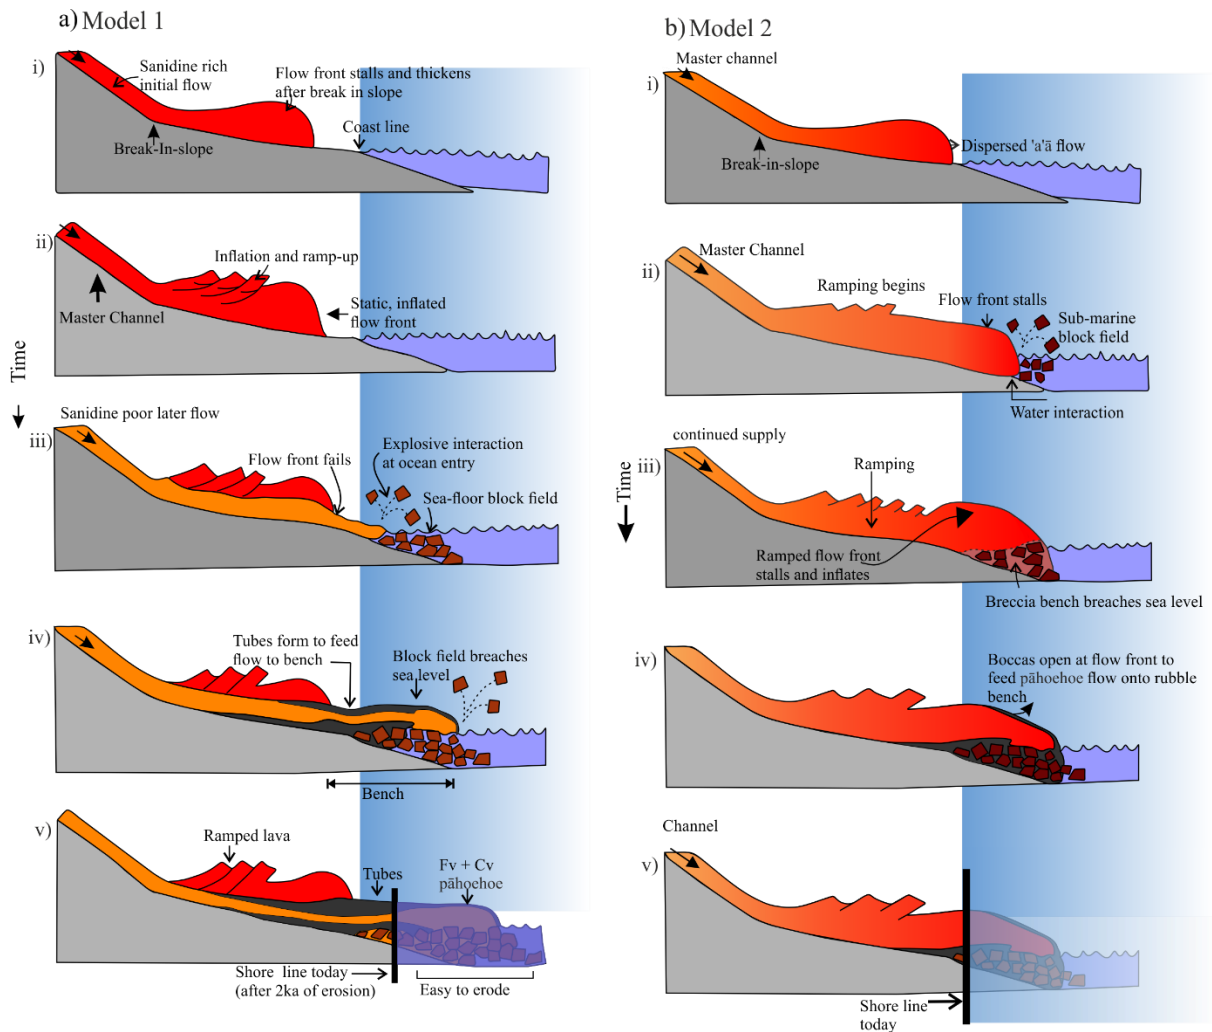 a) Model 1
i)
Sanidine rich
initial flow
Flow front stalls and thickens
after break in slope
Coast line
Break-In-slope
ii)
Inflation and ramp-up
Master Channel
Static, inflated
flow front
Time
Sanidine poor later flow
iii)
Flow front fails
Explosive interaction
at ocean entry
Sea-floor block field
iv)
Tubes form to feed
flow to bench
Block field breaches
sea level
Bench
v)
Ramped lava
Tubes
Fv + Cv
pāhoehoe
Shore line today
(after 2ka of erosion)
Easy to erode
b) Model 2
Master channel
i)
Break-in-slope
Dispersed 'a'ā flow
Master Channel
ii)
Ramping begins
Flow front stalls
Sub-marine
block field
Water interaction
continued supply
iii)
Time
Ramping
Ramped flow front
stalls and inflates
Breccia bench breaches sea level
iv)
Boccas open at flow front to
feed pāhoehoe flow onto rubble
bench
Channel
v)
Shore line
today